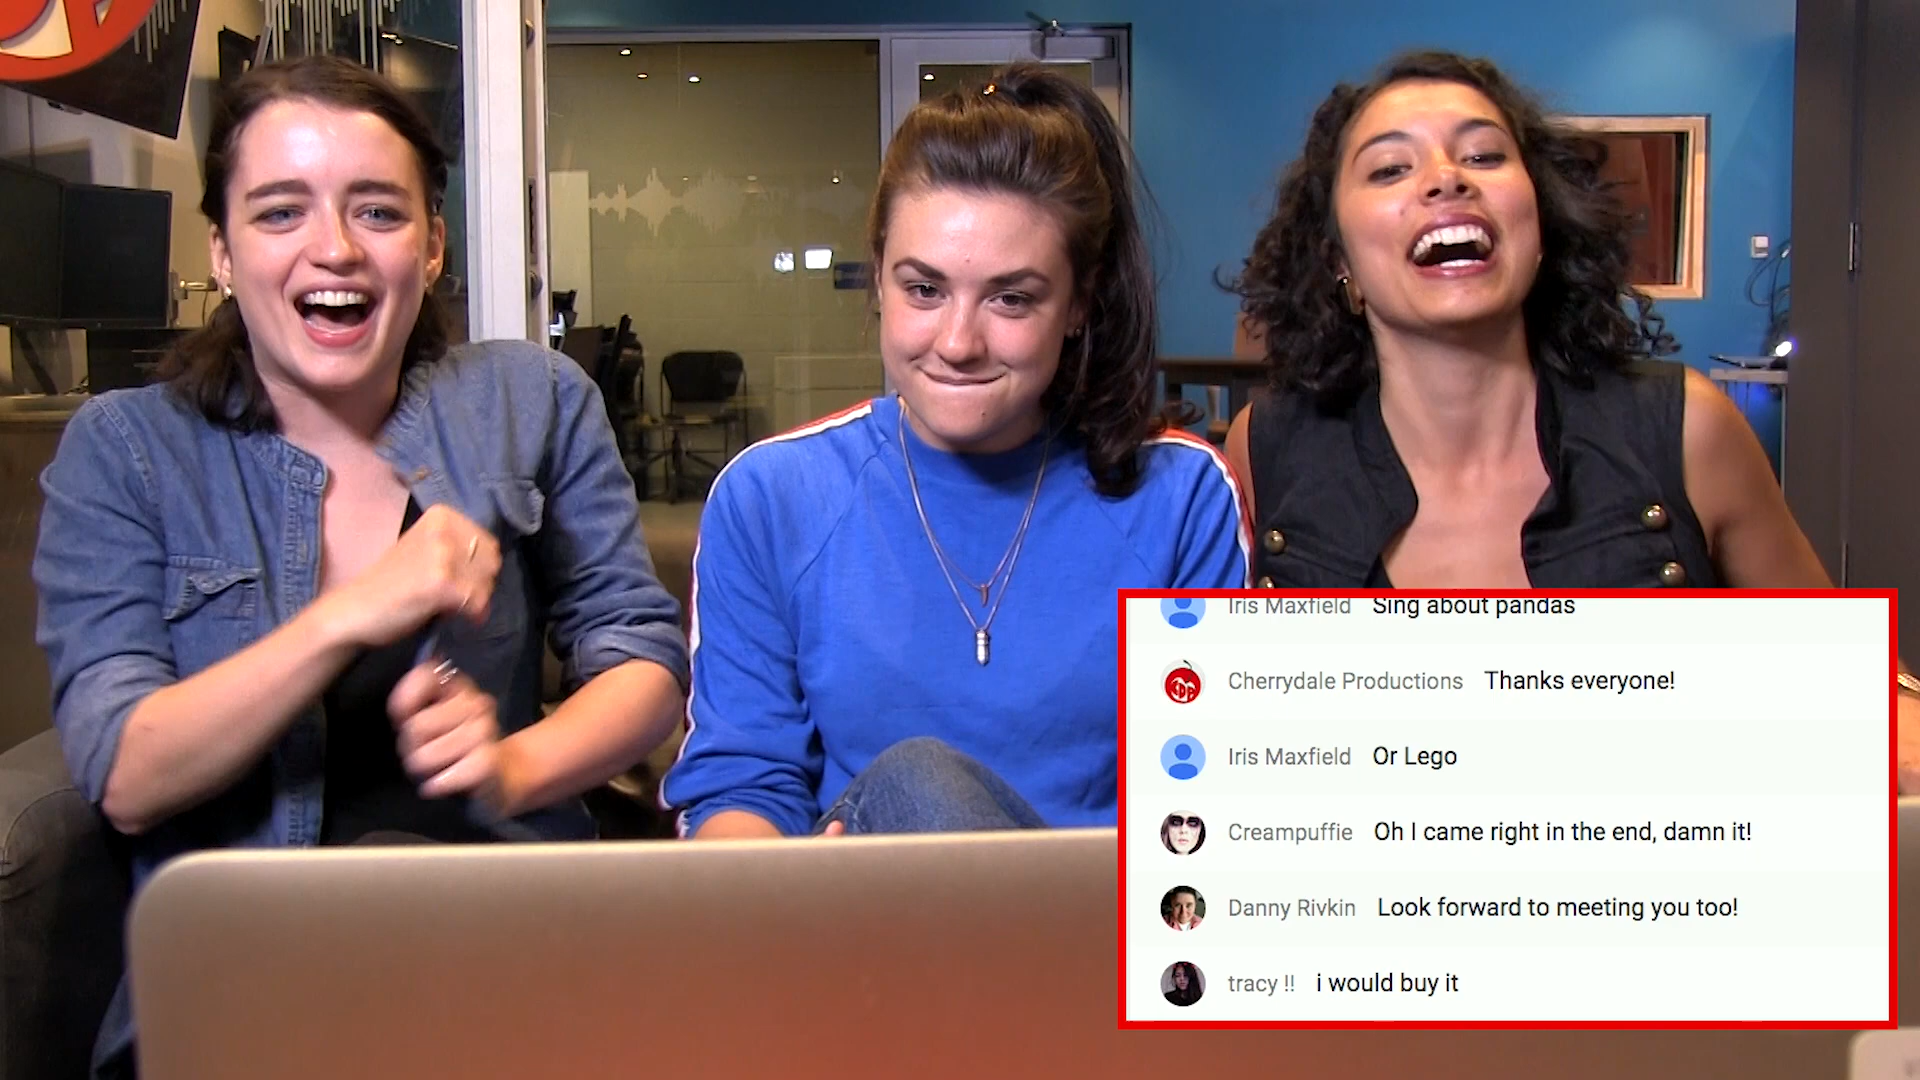 Iris Maxfield Sing about pandas
Cherrydale Productions Thanks everyone!
Iris Maxfield Or Lego
Creampuffie Oh I came right in the end, damn it!
Danny Rivkin Look forward to meeting you too!
tracy !! i would buy it